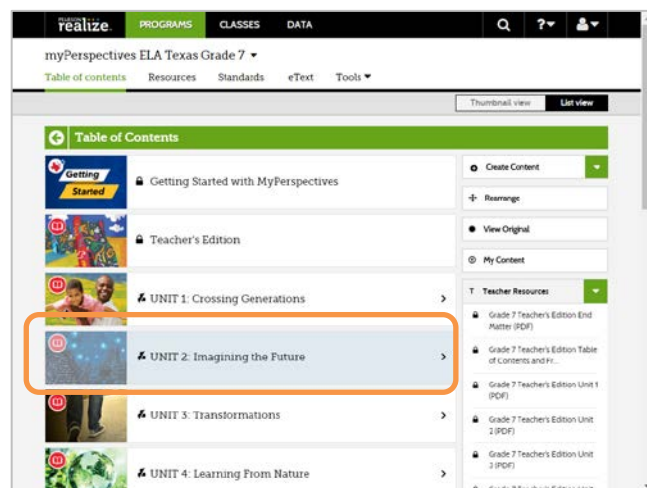 PEARSON
realize.
PROGRAMS CLASSES DATA ?
myPerspectives ELA Texas Grade 7
Table of contents Resources Standards eText Tools
Thumbnail view List view
Table of Contents
Getting
Started
Getting Started with MyPerspectives
Teacher's Edition
UNIT 1: Crossing Generations
UNIT 2: Imagining the Future
UNIT 3: Transformations
UNIT 4: Learning From Nature
Create Content
Rearrange
View Original
My Content
T Teacher Resources
Grade 7 Teacher's Edition End
Matter (PDF)
Grade 7 Teacher's Edition Table
of Contents and Fr...
Grade 7 Teacher's Edition Unit 1
(PDF)
Grade 7 Teacher's Edition Unit
2 (PDF)
Grade 7 Teacher's Edition Unit
3 (PDF)